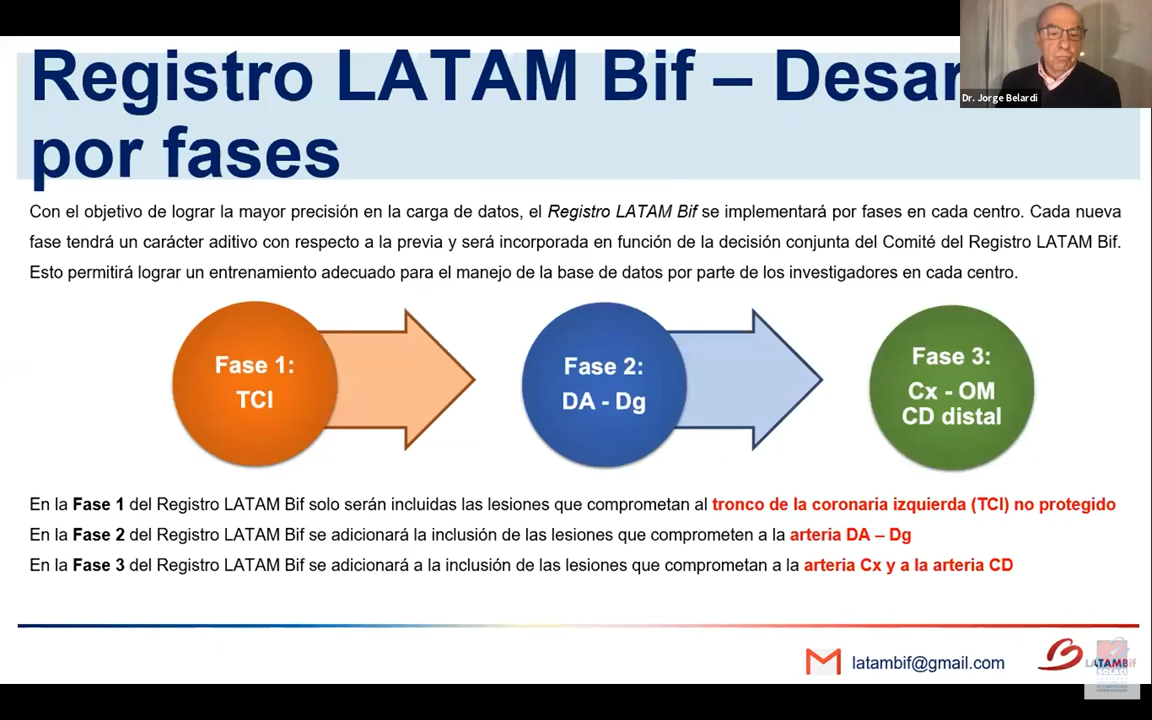 Registro LATAM Bif – Desar
por fases
Dr. Jorge Belardi
Con el objetivo de lograr la mayor precisión en la carga de datos, el Registro LATAM Bif se implementará por fases en cada centro. Cada nueva
fase tendrá un carácter aditivo con respecto a la previa y será incorporada en función de la decisión conjunta del Comité del Registro LATAM Bif.
Esto permitirá lograr un entrenamiento adecuado para el manejo de la base de datos por parte de los investigadores en cada centro.
Fase 1:
TCI
Fase 2:
DA - Dg
Fase 3:
Cx - OM
CD distal
En la Fase 1 del Registro LATAM Bif solo serán incluidas las lesiones que comprometan al tronco de la coronaria izquierda (TCI) no protegido
En la Fase 2 del Registro LATAM Bif se adicionará la inclusión de las lesiones que comprometen a la arteria DA – Dg
En la Fase 3 del Registro LATAM Bif se adicionará a la inclusión de las lesiones que comprometan a la arteria Cx y a la arteria CD
latambif@gmail.com
LATAMBif
SOLACI